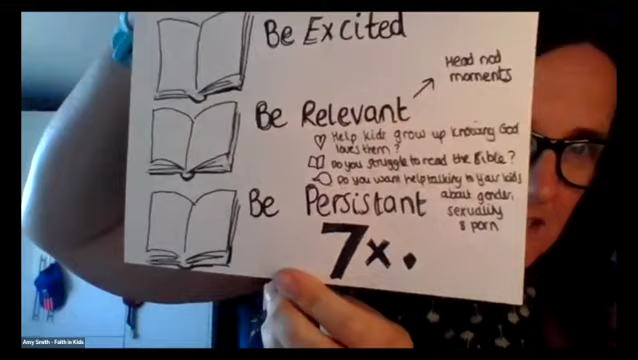 Be Excited
Head nod
moments
Be Relevant
Help kids grow up knowing God
loves them?
Do you struggle to read the Bible?
Do you want help talking to your kids
about gender,
sexuality
& porn
Be Persistant
7x.
Amy Smith - Faith in Kids